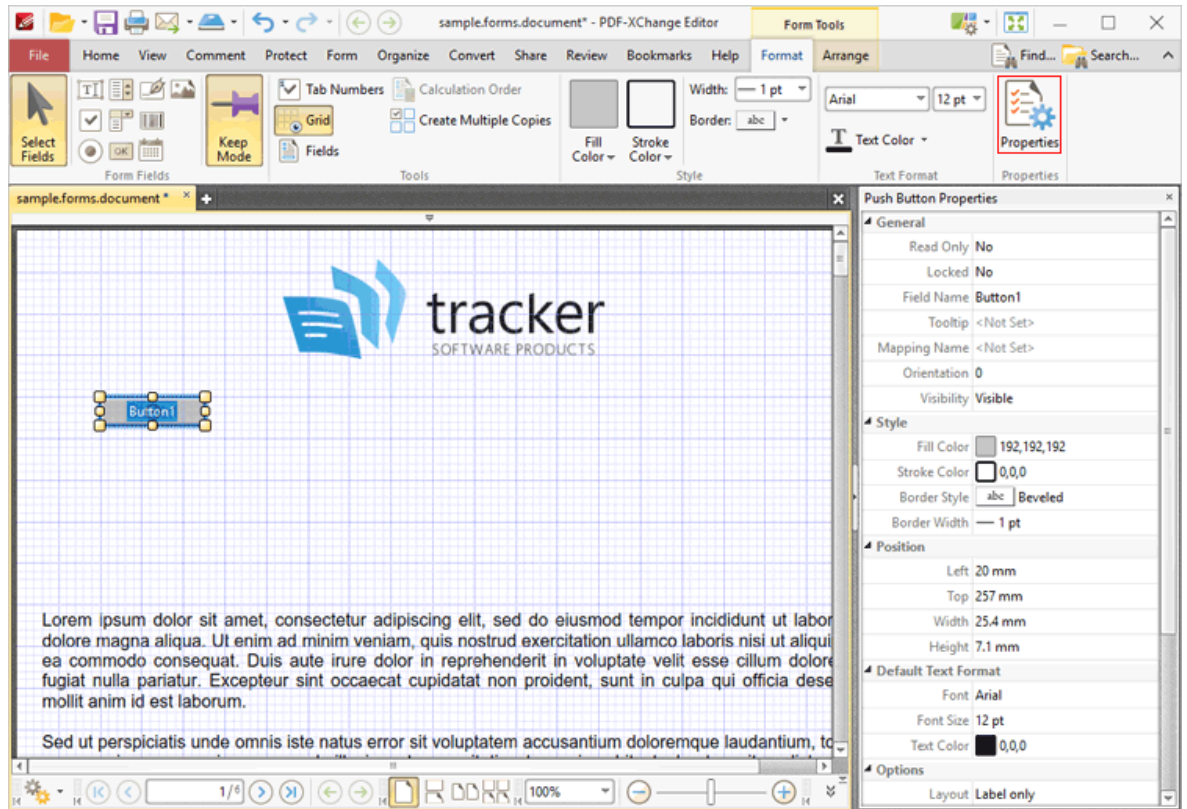 sample.forms.document* - PDF-XChange Editor
Form Tools
File Home View Comment Protect Form Organize Convert Share Review Bookmarks Help Format Arrange Find... Search...
Select Fields
OK
Keep Mode
Form Fields
Tab Numbers
Grid
Fields
Calculation Order
Create Multiple Copies
Tools
Fill Color
Stroke Color
Width: 1 pt
Border: abc
Style
Arial 12 pt
Text Color
Text Format
Properties
Properties
sample.forms.document *
tracker
SOFTWARE PRODUCTS
Button1
Lorem ipsum dolor sit amet, consectetur adipiscing elit, sed do eiusmod tempor incididunt ut labor
dolore magna aliqua. Ut enim ad minim veniam, quis nostrud exercitation ullamco laboris nisi ut aliqui
ea commodo consequat. Duis aute irure dolor in reprehenderit in voluptate velit esse cillum dolore
fugiat nulla pariatur. Excepteur sint occaecat cupidatat non proident, sunt in culpa qui officia dese
mollit anim id est laborum.
Sed ut perspiciatis unde omnis iste natus error sit voluptatem accusantium doloremque laudantium, to
1/6
100%
Push Button Properties
General
Read Only No
Locked No
Field Name Button1
Tooltip <Not Set>
Mapping Name <Not Set>
Orientation 0
Visibility Visible
Style
Fill Color 192,192,192
Stroke Color 0,0,0
Border Style abc Beveled
Border Width 1 pt
Position
Left 20 mm
Top 257 mm
Width 25.4 mm
Height 7.1 mm
Default Text Format
Font Arial
Font Size 12 pt
Text Color 0,0,0
Options
Layout Label only